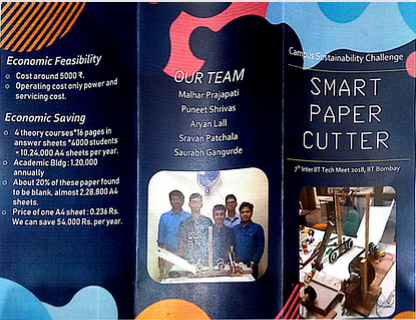 Economic Feasibility
o Cost around 5000 ₹.
o Operating cost only power and
servicing cost.
Economic Saving
o 4 theory courses*16 pages in
answer sheets *4000 students
= 10,24,000 A4 sheets per year.
o Academic Bldg : 1,20,000
annually
o About 20% of these paper found
to be blank, almost 2,28,800 A4
sheets.
o Price of one A4 sheet : 0.236 Rs.
We can save 54,000 Rs. per year.
OUR TEAM
Malhar Prajapati
Puneet Shrivas
Aryan Lall
Sravan Patchala
Saurabh Gangurde
Campus Sustainability Challenge
SMART
PAPER
CUTTER
7th Inter IIT Tech Meet 2018, IIT Bombay